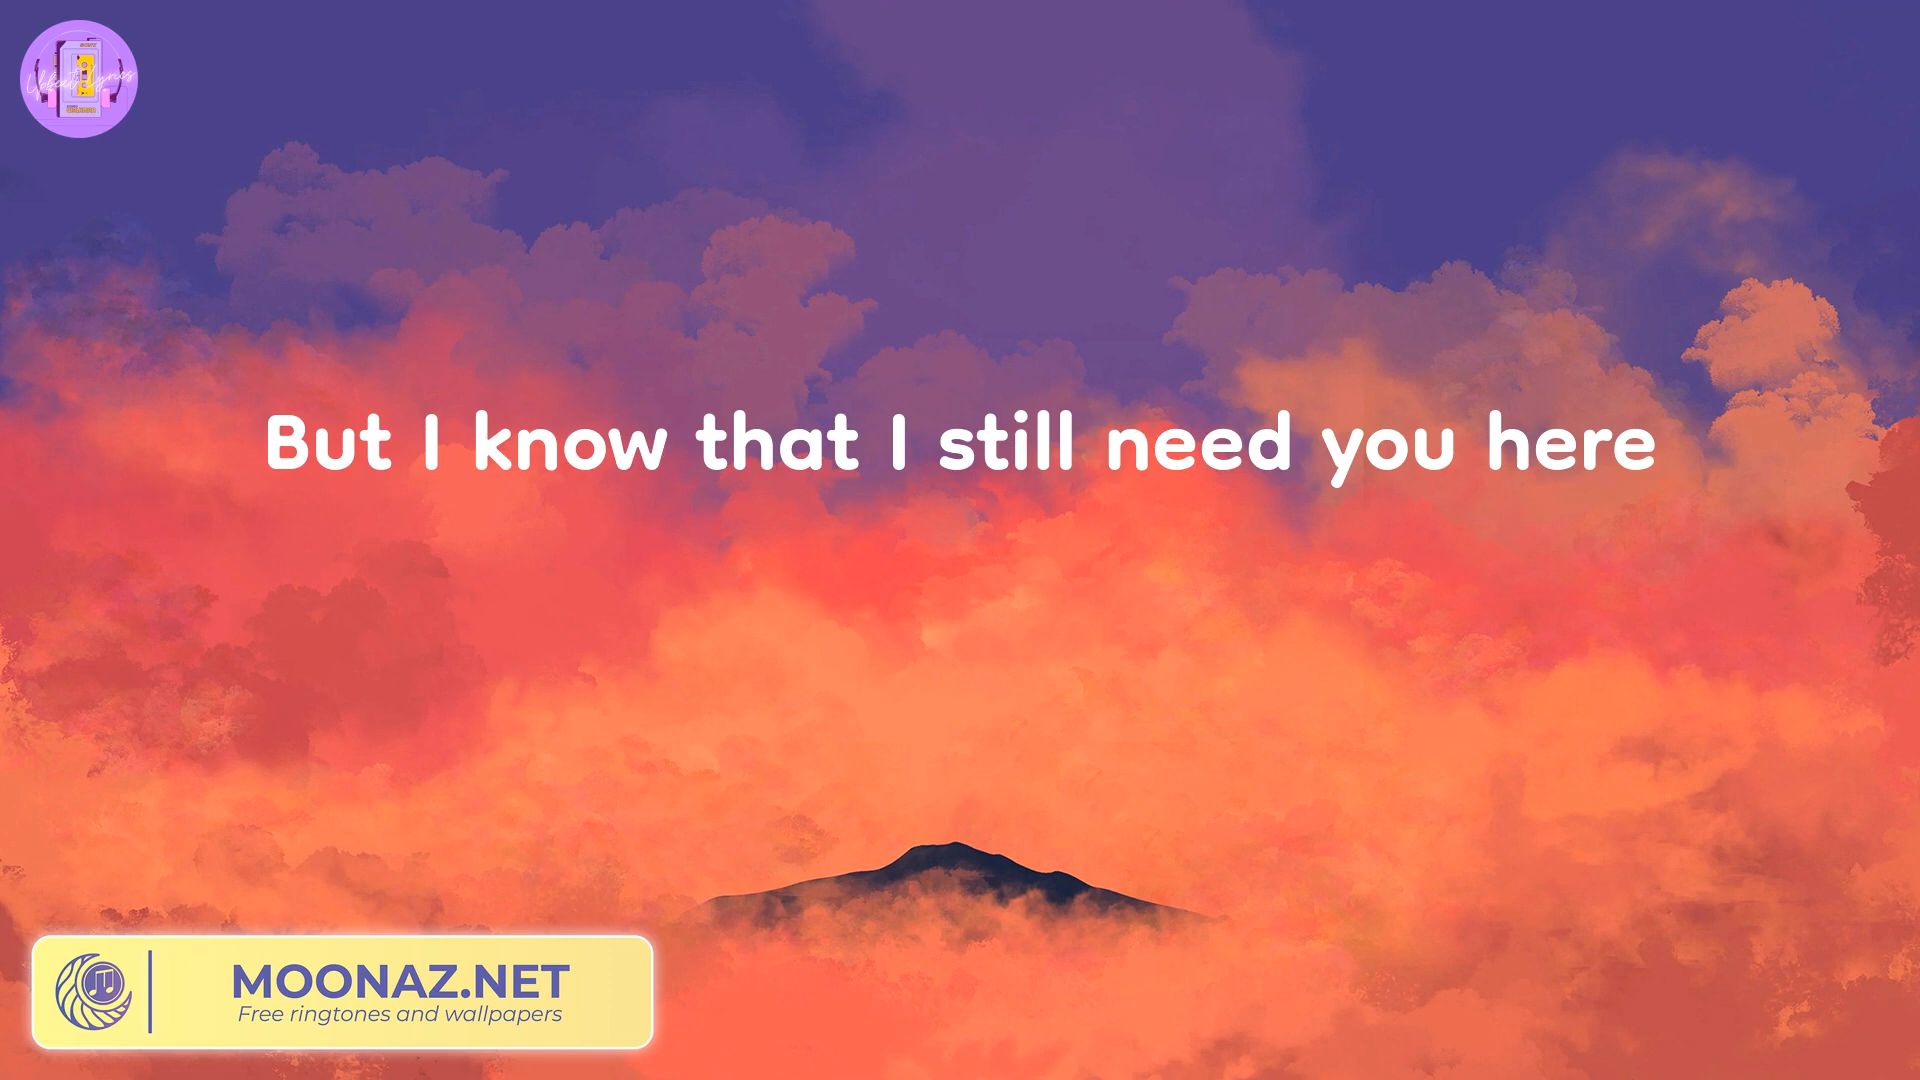 But I know that I still need you here
MOONAZ.NET
Free ringtones and wallpapers